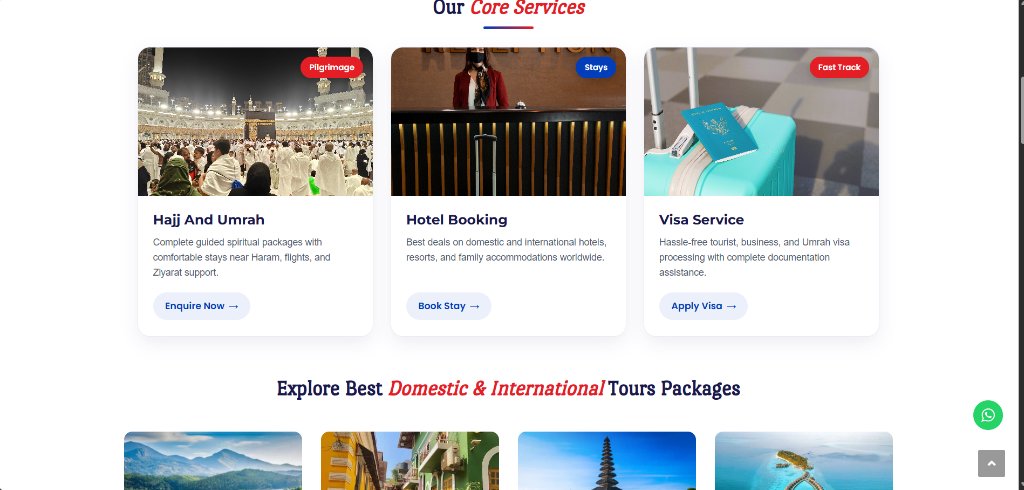 Our Core Services
Pilgrimage
Stays
Fast Track
Hajj And Umrah
Complete guided spiritual packages with
comfortable stays near Haram, flights, and
Ziyarat support.
Enquire Now →
Hotel Booking
Best deals on domestic and international hotels,
resorts, and family accommodations worldwide.
Book Stay →
Visa Service
Hassle-free tourist, business, and Umrah visa
processing with complete documentation
assistance.
Apply Visa →
Explore Best Domestic & International Tours Packages